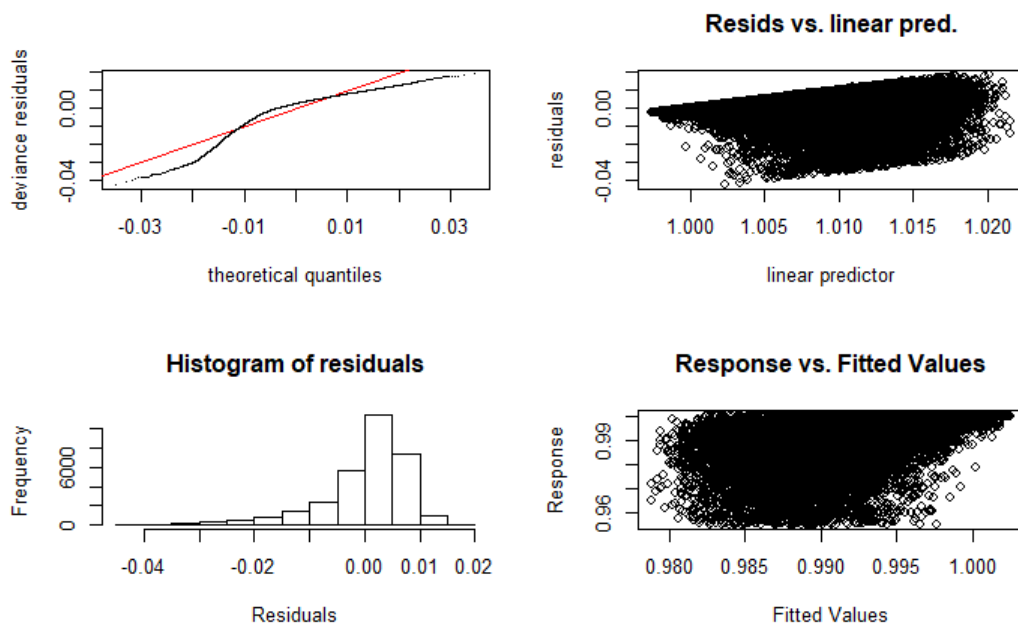 deviance residuals
-0.04 0.00
-0.03 -0.01 0.01 0.03
theoretical quantiles
Resids vs. linear pred.
residuals
-0.04 0.00
1.000 1.005 1.010 1.015 1.020
linear predictor
Histogram of residuals
Frequency
0 6000
-0.04 -0.02 0.00 0.01 0.02
Residuals
Response vs. Fitted Values
Response
0.96 0.99
0.980 0.985 0.990 0.995 1.000
Fitted Values